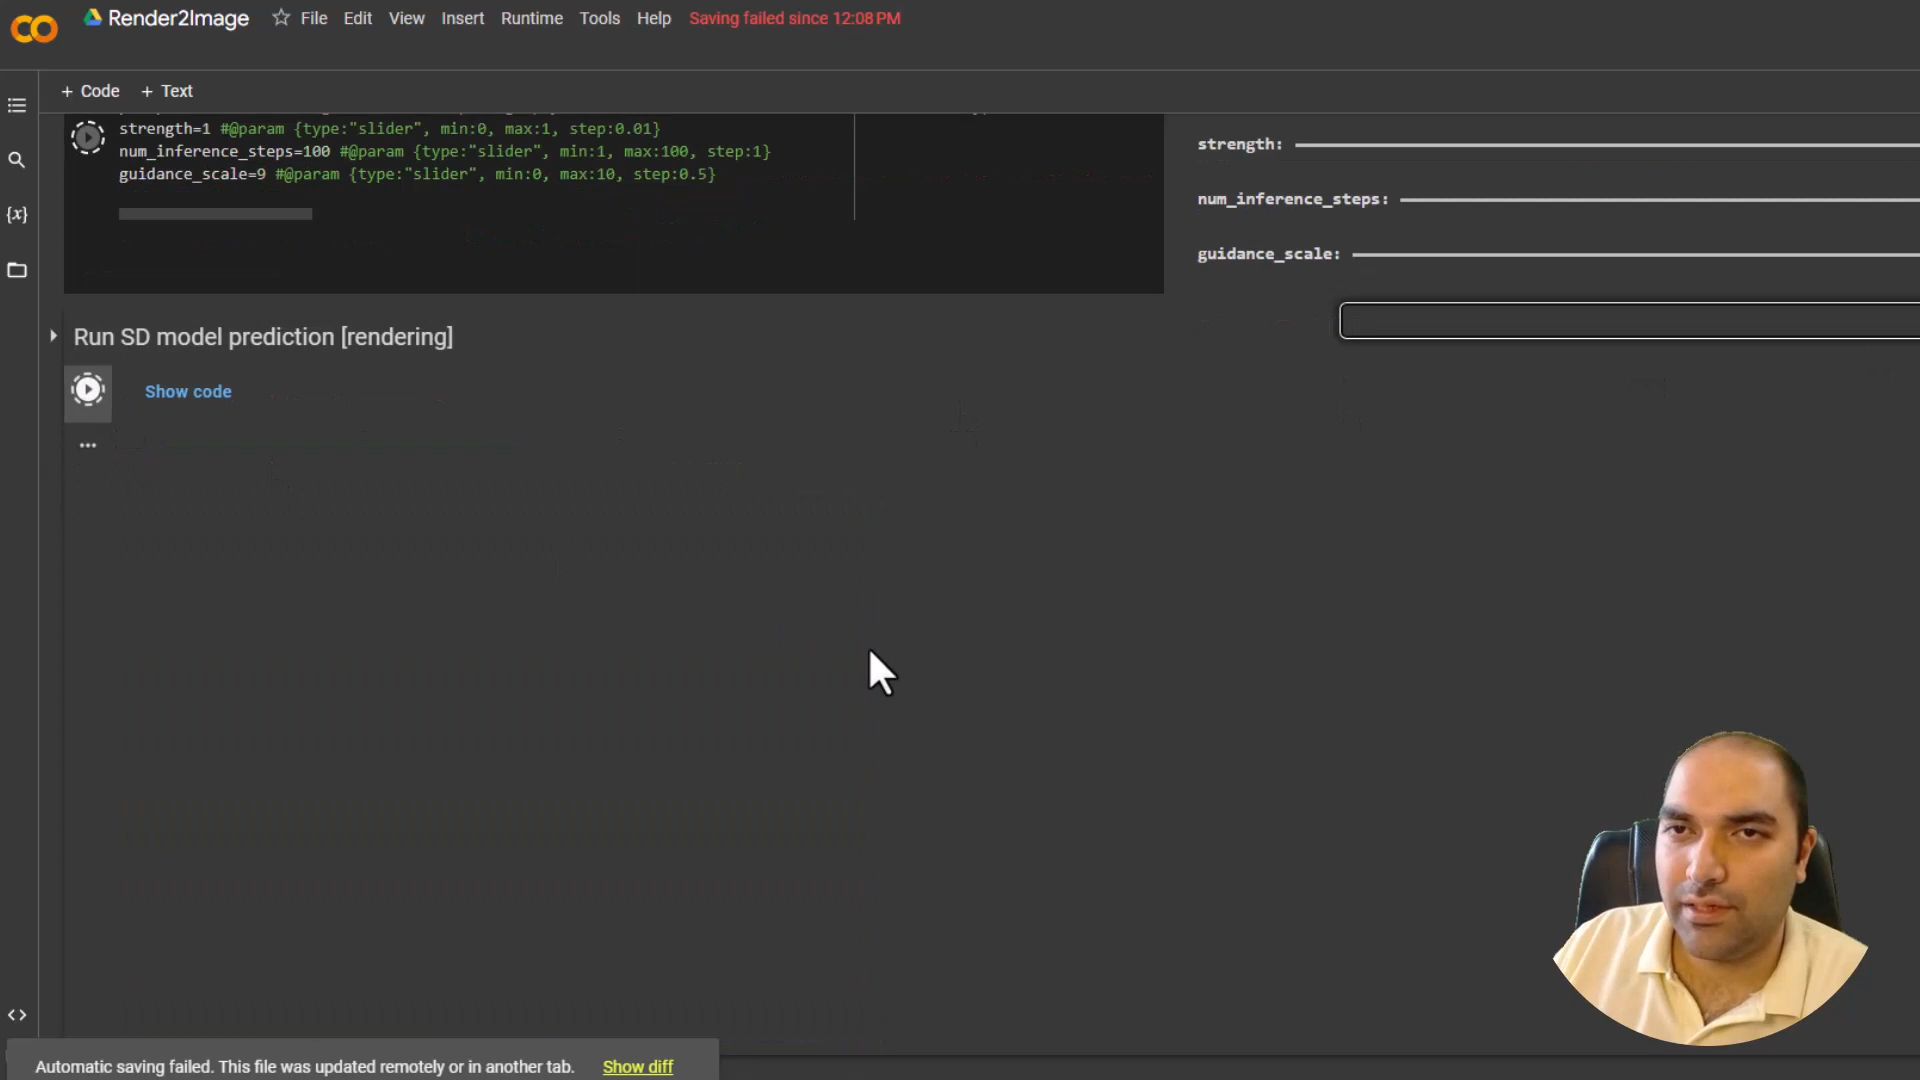 Render2Image File Edit View Insert Runtime Tools Help Saving failed since 12:08 PM
+ Code + Text
strength=1 #@param {type:"slider", min:0, max:1, step:0.01}
num_inference_steps=100 #@param {type:"slider", min:1, max:100, step:1}
guidance_scale=9 #@param {type:"slider", min:0, max:10, step:0.5}
strength:
num_inference_steps:
guidance_scale:
Run SD model prediction [rendering]
Show code
Automatic saving failed. This file was updated remotely or in another tab. Show diff